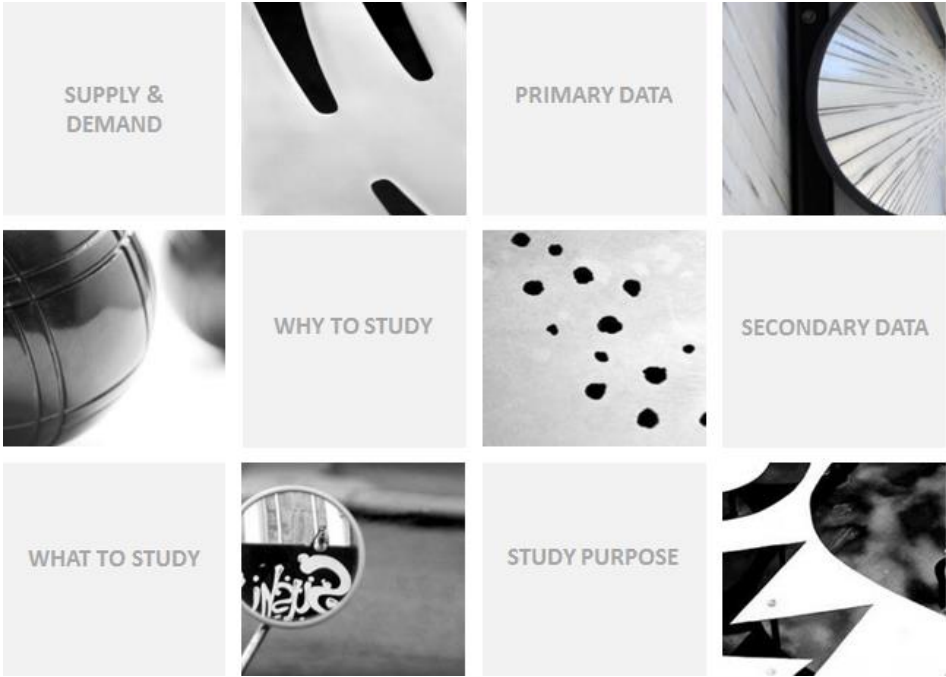 SUPPLY &
DEMAND
PRIMARY DATA
WHY TO STUDY
SECONDARY DATA
WHAT TO STUDY
STUDY PURPOSE